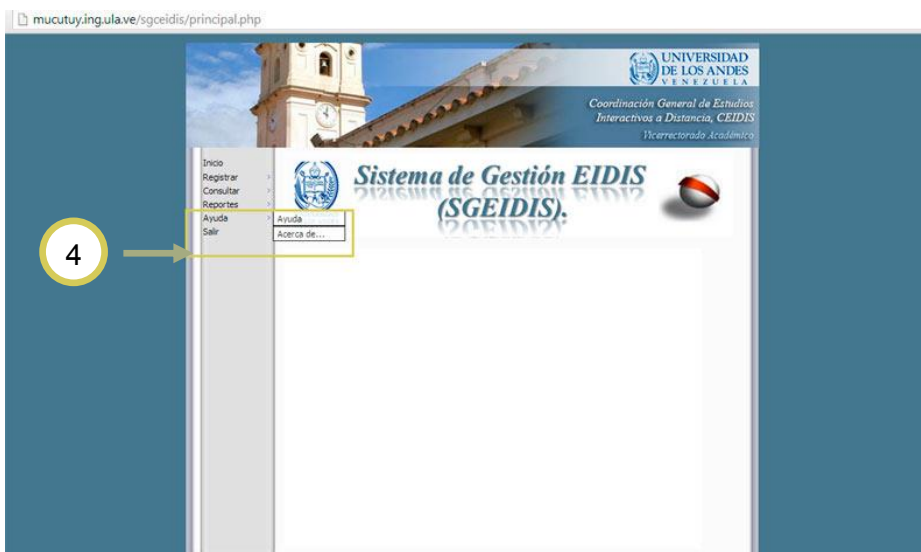 mucutuy.ing.ula.ve/sgceidis/principal.php
UNIVERSIDAD
DE LOS ANDES
VENEZUELA
Coordinación General de Estudios
Interactivos a Distancia, CEIDIS
Vicerrectorado Académico
Inicio
Registrar
Consultar
Reportes
Ayuda
Salir
Sistema de Gestión EIDIS
(SGEIDIS).
Ayuda
Acerca de...
4